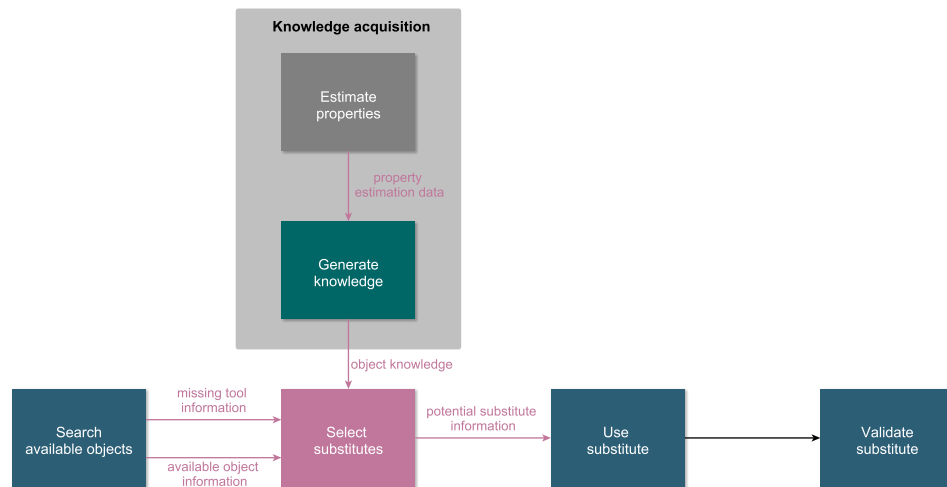 Knowledge acquisition
Estimate
properties
property
estimation data
Generate
knowledge
object knowledge
missing tool
information
potential substitute
information
Search
available objects
Select
substitutes
Use
substitute
Validate
substitute
available object
information